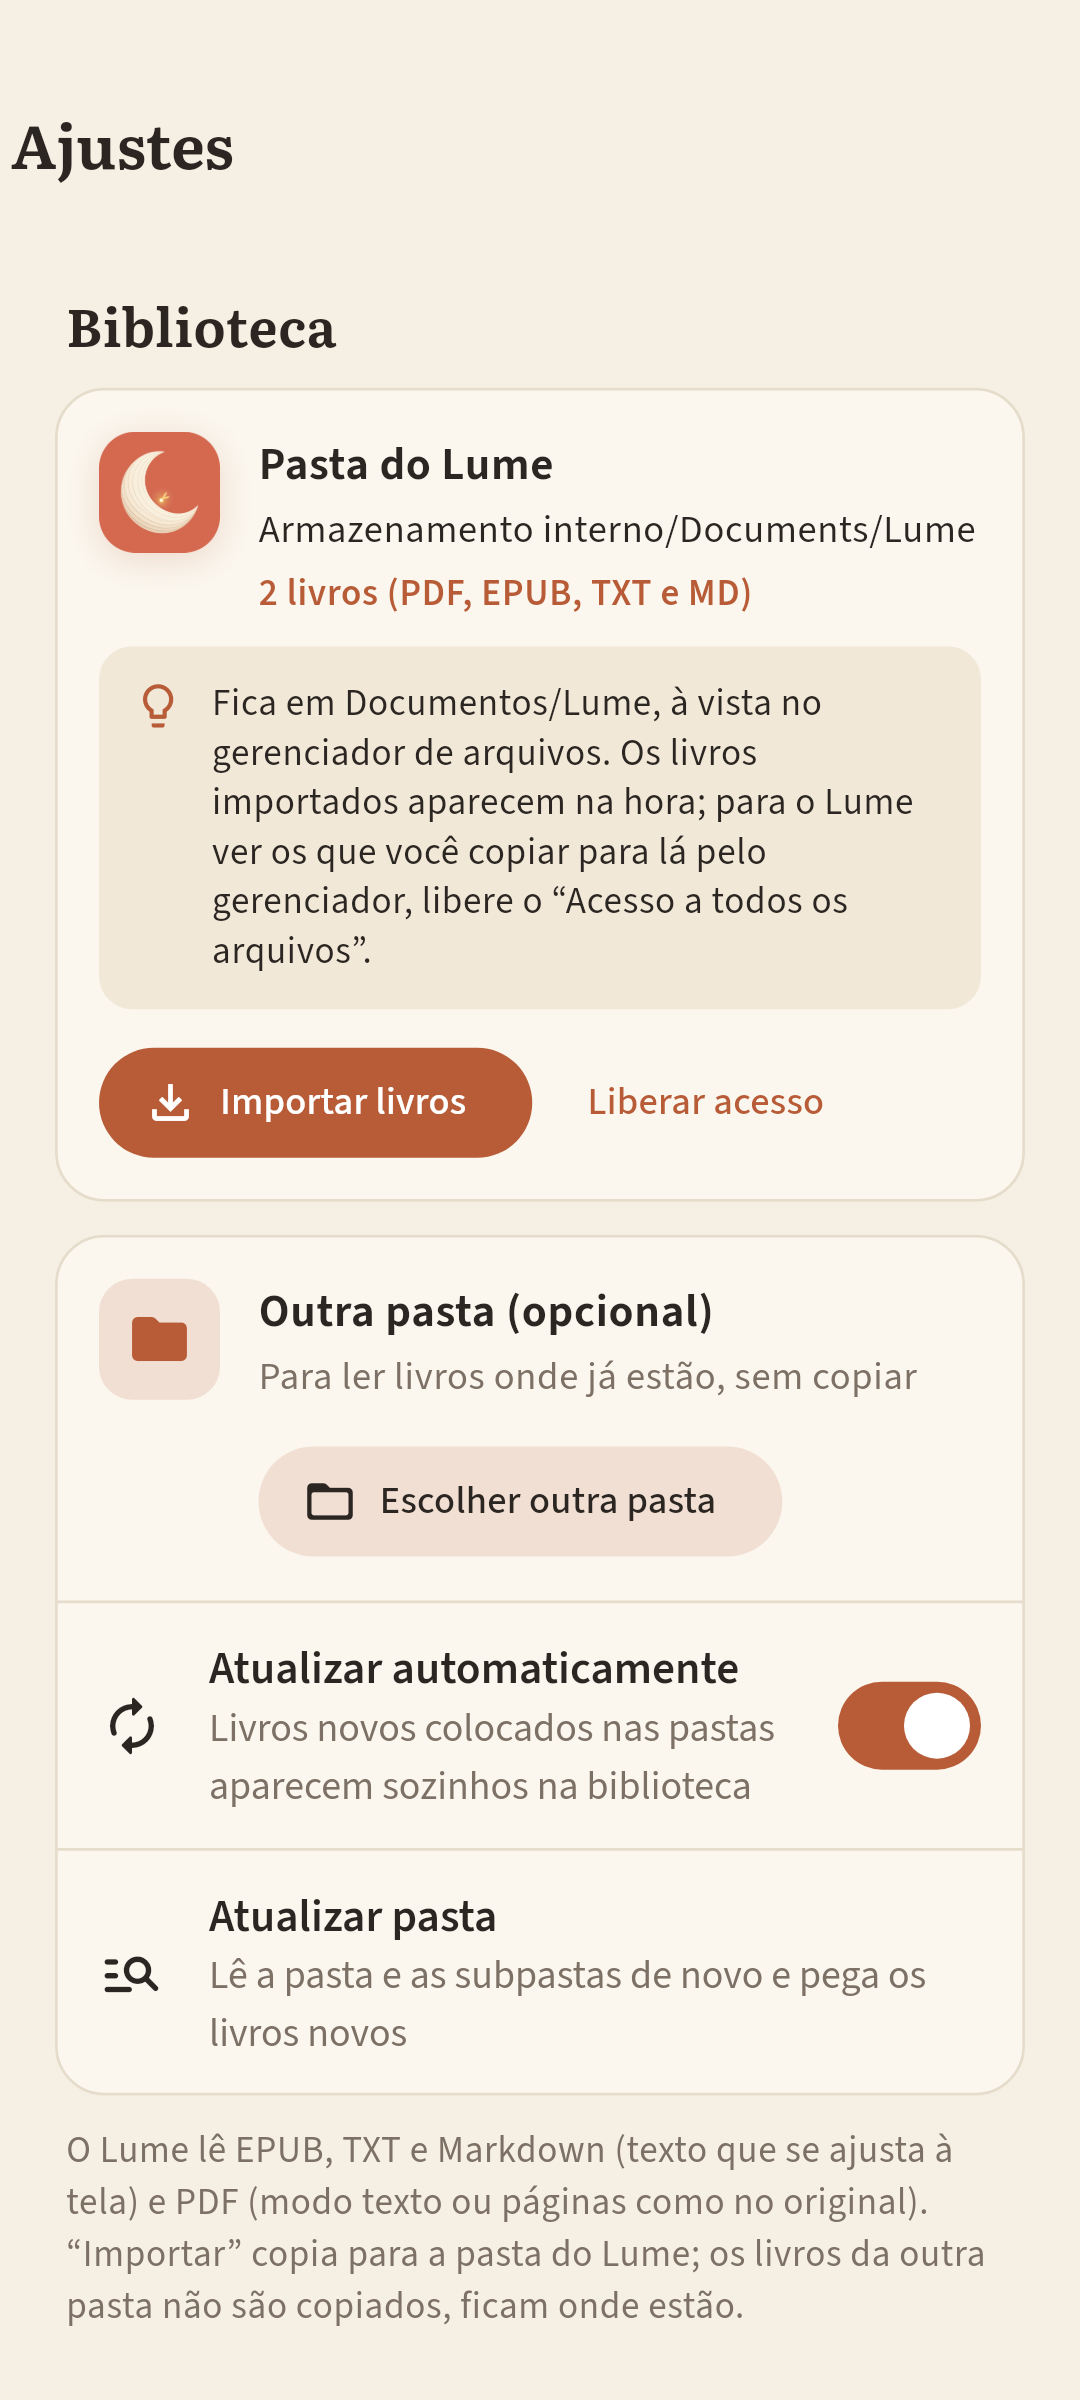 Ajustes
Biblioteca
Pasta do Lume
Armazenamento interno/Documents/Lume
2 livros (PDF, EPUB, TXT e MD)
Fica em Documentos/Lume, à vista no
gerenciador de arquivos. Os livros
importados aparecem na hora; para o Lume
ver os que você copiar para lá pelo
gerenciador, libere o “Acesso a todos os
arquivos”.
Importar livros
Liberar acesso
Outra pasta (opcional)
Para ler livros onde já estão, sem copiar
Escolher outra pasta
Atualizar automaticamente
Livros novos colocados nas pastas
aparecem sozinhos na biblioteca
Atualizar pasta
Lê a pasta e as subpastas de novo e pega os
livros novos
O Lume lê EPUB, TXT e Markdown (texto que se ajusta à
tela) e PDF (modo texto ou páginas como no original).
“Importar” copia para a pasta do Lume; os livros da outra
pasta não são copiados, ficam onde estão.